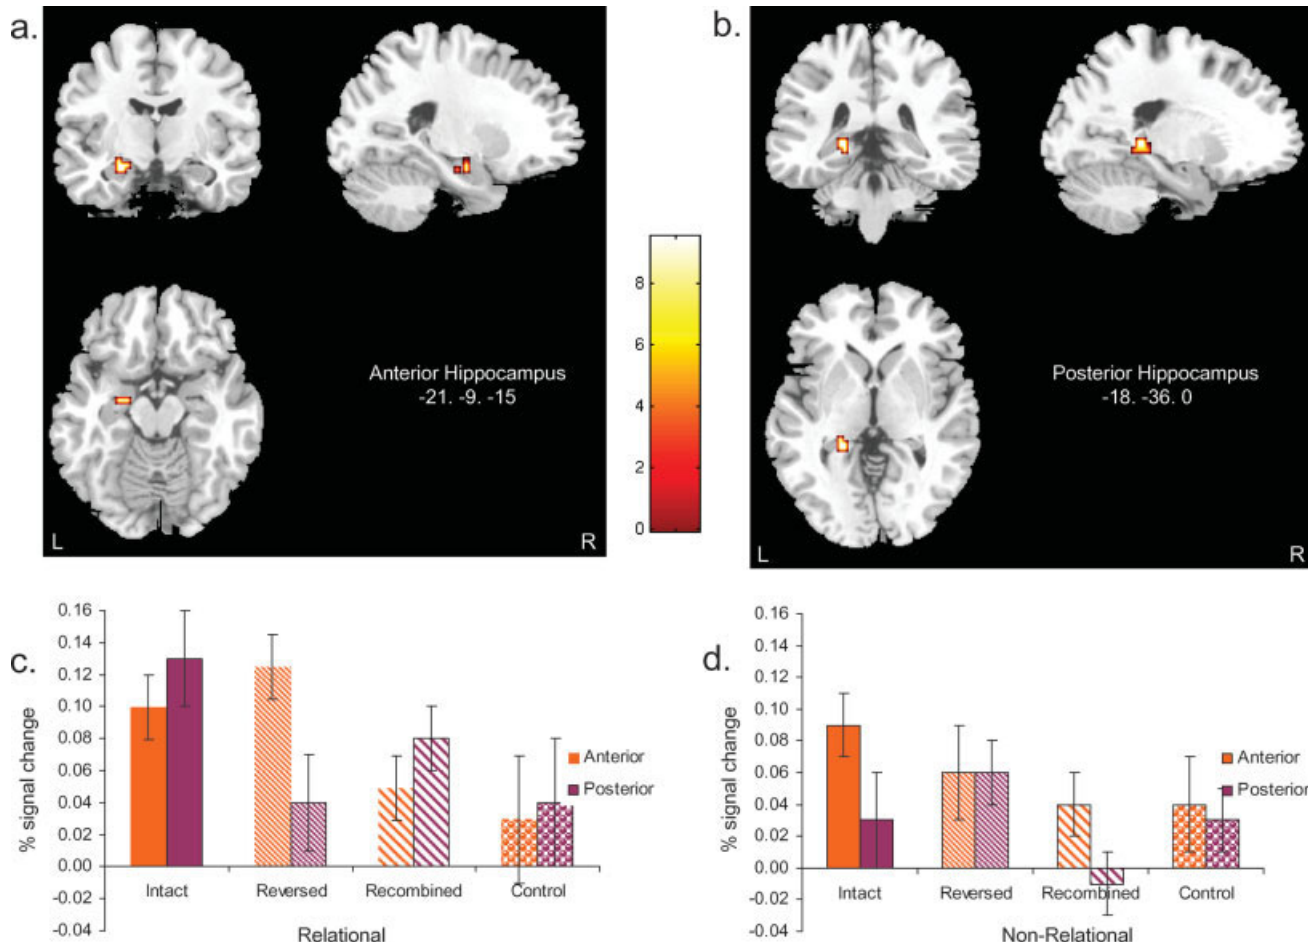 a.
b.
Anterior Hippocampus
-21. -9. -15
L
R
8
6
4
2
0
Posterior Hippocampus
-18. -36. 0
L
R
c.
% signal change
0.16
0.14
0.12
0.10
0.08
0.06
0.04
0.02
0.00
-0.02
-0.04
Anterior
Posterior
Intact
Reversed
Recombined
Control
Relational
d.
% signal change
0.16
0.14
0.12
0.10
0.08
0.06
0.04
0.02
0.00
-0.02
-0.04
Anterior
Posterior
Intact
Reversed
Recombined
Control
Non-Relational